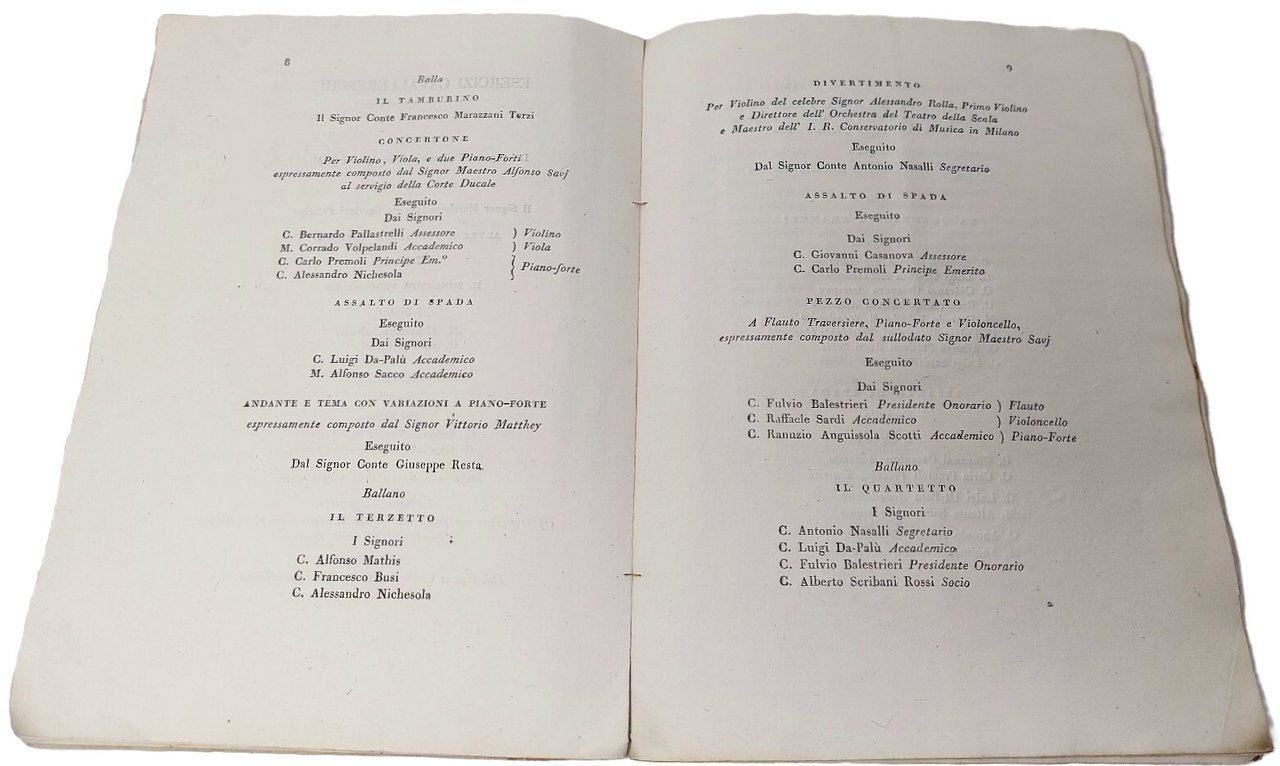 8
Balla
IL TAMBURINO
Il Signor Conte Francesco Marazzani Terzi
CONCERTONE
Per Violino, Viola, e due Piano-Forti
espressamente composto dal Signor Maestro Alfonso Savj
al servigio della Corte Ducale
Eseguito
Dai Signori
C. Bernardo Pallastrelli Assessore ) Violino
M. Corrado Volpelandi Accademico ) Viola
C. Carlo Premoli Principe Em.º
C. Alessandro Nichesola } Piano-forte
ASSALTO DI SPADA
Eseguito
Dai Signori
C. Luigi Da-Palù Accademico
M. Alfonso Sacco Accademico
ANDANTE E TEMA CON VARIAZIONI A PIANO-FORTE
espressamente composto dal Signor Vittorio Matthey
Eseguito
Dal Signor Conte Giuseppe Resta
Ballano
IL TERZETTO
I Signori
C. Alfonso Mathis
C. Francesco Busi
C. Alessandro Nichesola
9
DIVERTIMENTO
Per Violino del celebre Signor Alessandro Rolla, Primo Violino
e Direttore dell' Orchestra del Teatro della Scala
e Maestro dell' I. R. Conservatorio di Musica in Milano
Eseguito
Dal Signor Conte Antonio Nasalli Segretario
ASSALTO DI SPADA
Eseguito
Dai Signori
C. Giovanni Casanova Assessore
C. Carlo Premoli Principe Emerito
PEZZO CONCERTATO
A Flauto Traversiere, Piano-Forte e Violoncello,
espressamente composto dal sullodato Signor Maestro Savj
Eseguito
Dai Signori
C. Fulvio Balestrieri Presidente Onorario ) Flauto
C. Raffaele Sardi Accademico ) Violoncello
C. Ranuzio Anguissola Scotti Accademico ) Piano-Forte
Ballano
IL QUARTETTO
I Signori
C. Antonio Nasalli Segretario
C. Luigi Da-Palù Accademico
C. Fulvio Balestrieri Presidente Onorario
C. Alberto Scribani Rossi Socio
2